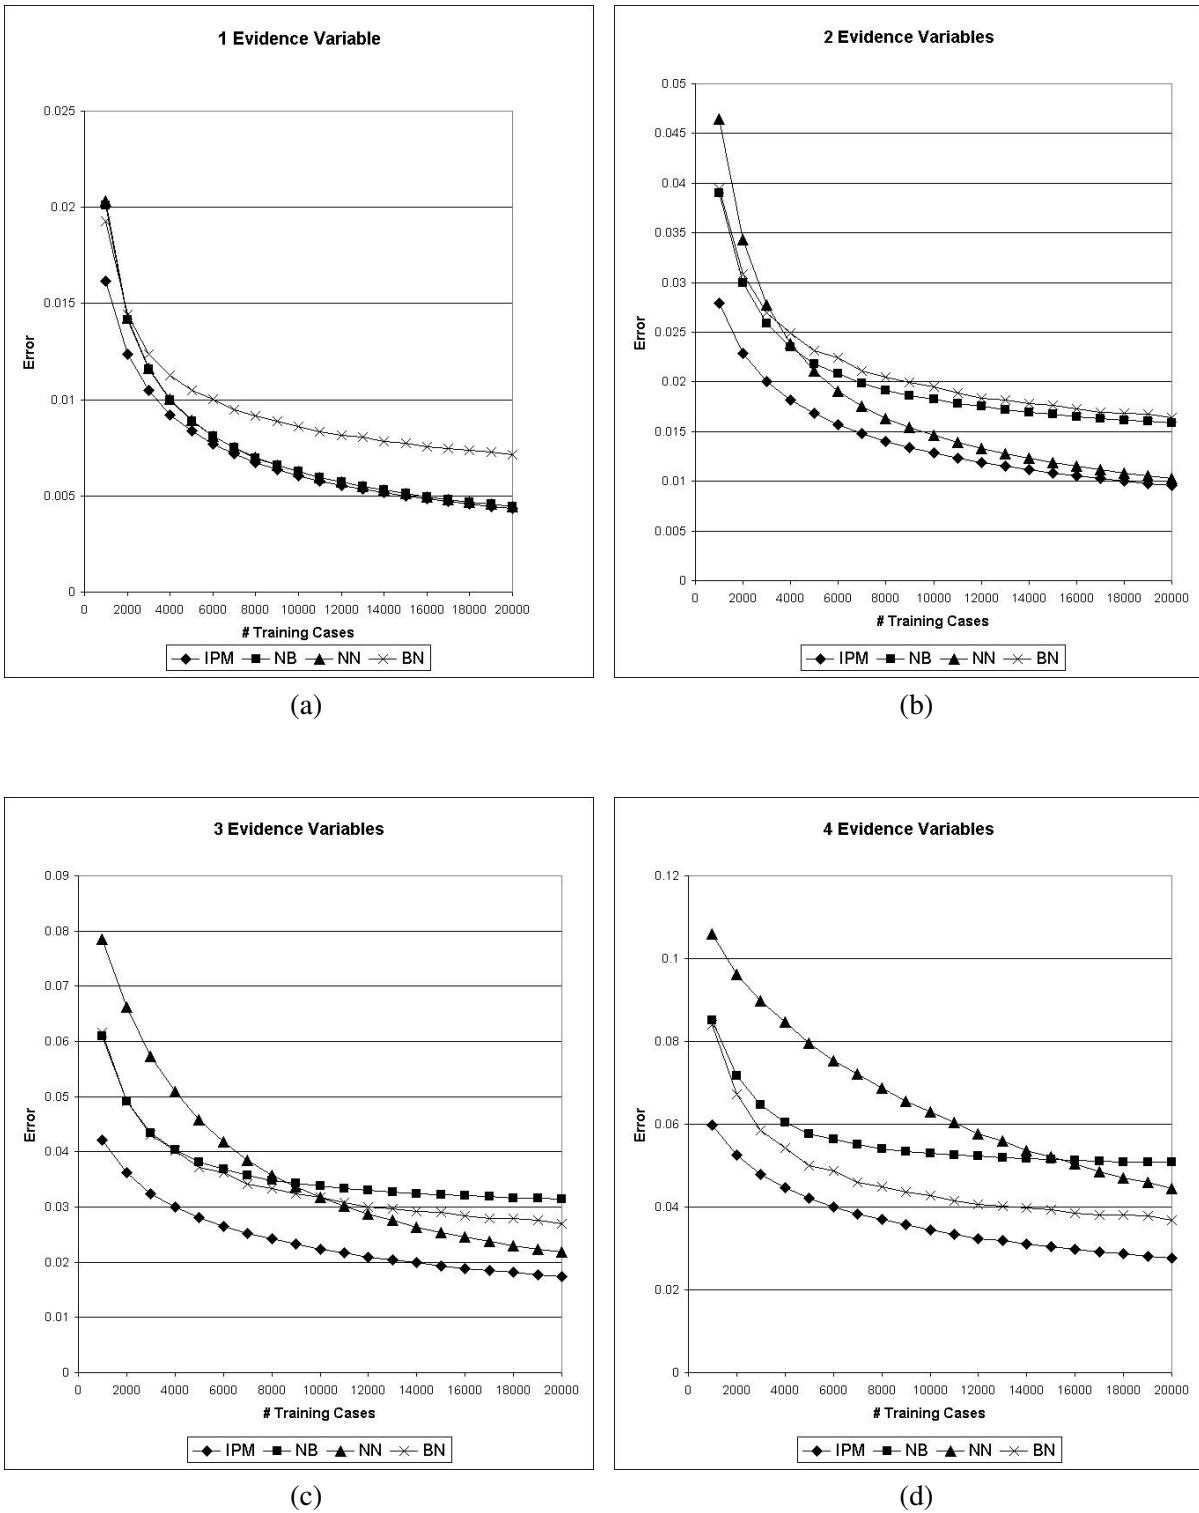 1 Evidence Variable
0.025
0.02
0.015
0.01
0.005
0
Error
0 2000 4000 6000 8000 10000 12000 14000 16000 18000 20000
# Training Cases
IPM NB NN BN
(a)
2 Evidence Variables
0.05
0.045
0.04
0.035
0.03
0.025
0.02
0.015
0.01
0.005
0
Error
0 2000 4000 6000 8000 10000 12000 14000 16000 18000 20000
# Training Cases
IPM NB NN BN
(b)
3 Evidence Variables
0.09
0.08
0.07
0.06
0.05
0.04
0.03
0.02
0.01
0
Error
0 2000 4000 6000 8000 10000 12000 14000 16000 18000 20000
# Training Cases
IPM NB NN BN
(c)
4 Evidence Variables
0.12
0.1
0.08
0.06
0.04
0.02
0
Error
0 2000 4000 6000 8000 10000 12000 14000 16000 18000 20000
# Training Cases
IPM NB NN BN
(d)